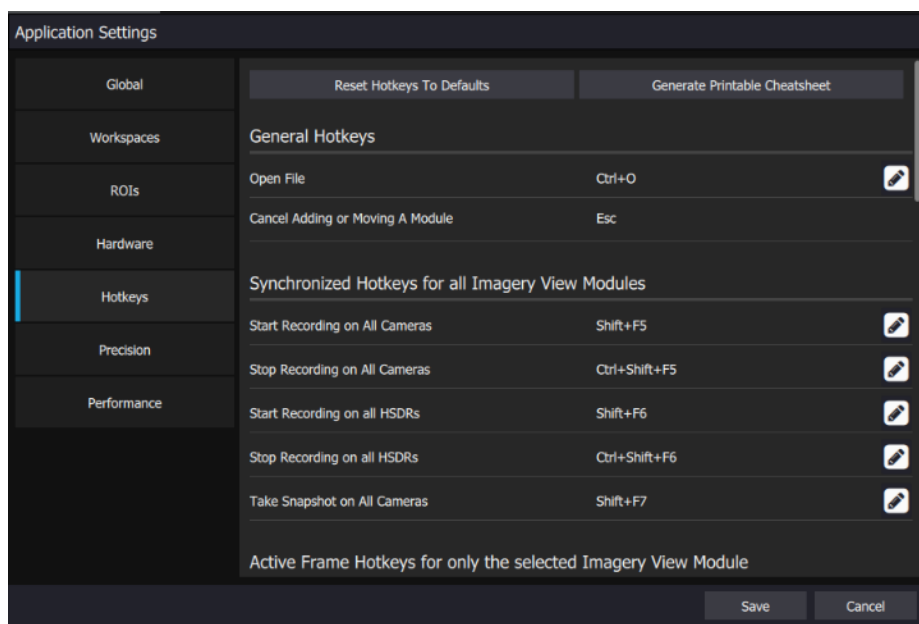 Application Settings
Global
Workspaces
ROIs
Hardware
Hotkeys
Precision
Performance
Reset Hotkeys To Defaults
Generate Printable Cheatsheet
General Hotkeys
Open File Ctrl+O
Cancel Adding or Moving A Module Esc
Synchronized Hotkeys for all Imagery View Modules
Start Recording on All Cameras Shift+F5
Stop Recording on All Cameras Ctrl+Shift+F5
Start Recording on all HSDRs Shift+F6
Stop Recording on all HSDRs Ctrl+Shift+F6
Take Snapshot on All Cameras Shift+F7
Active Frame Hotkeys for only the selected Imagery View Module
Save
Cancel